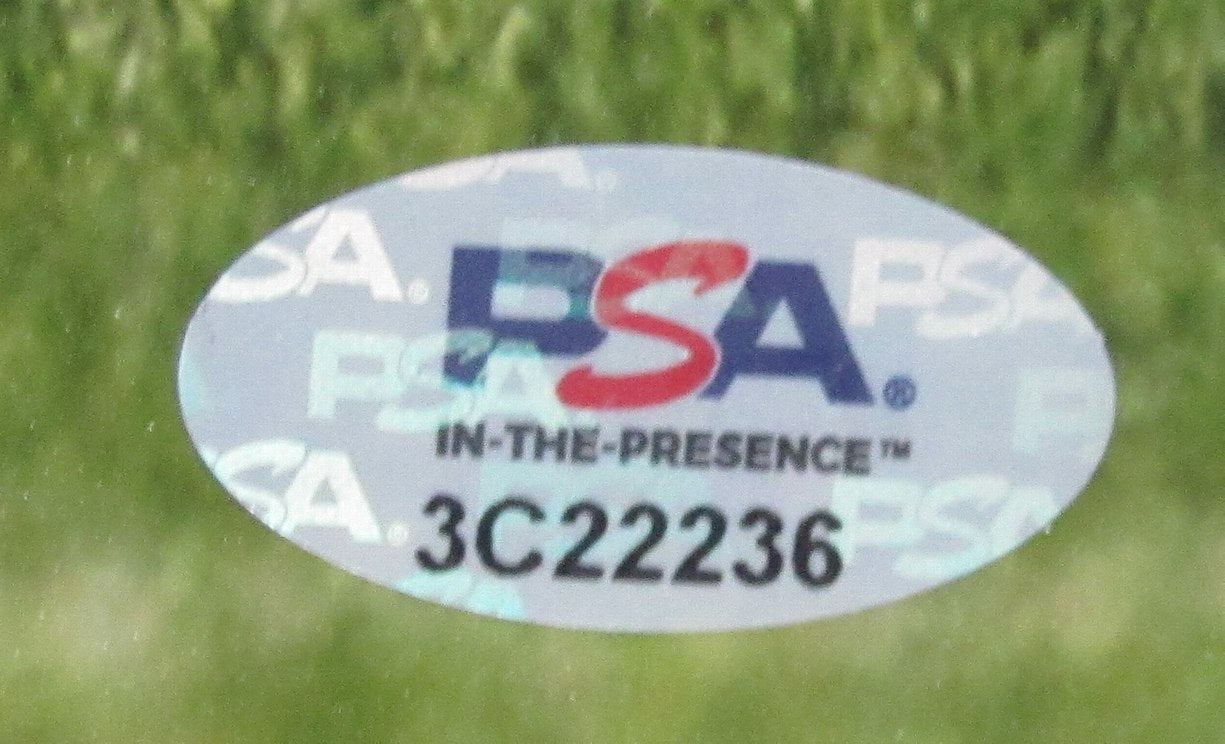 PSA®
IN-THE-PRESENCE™
3C22236